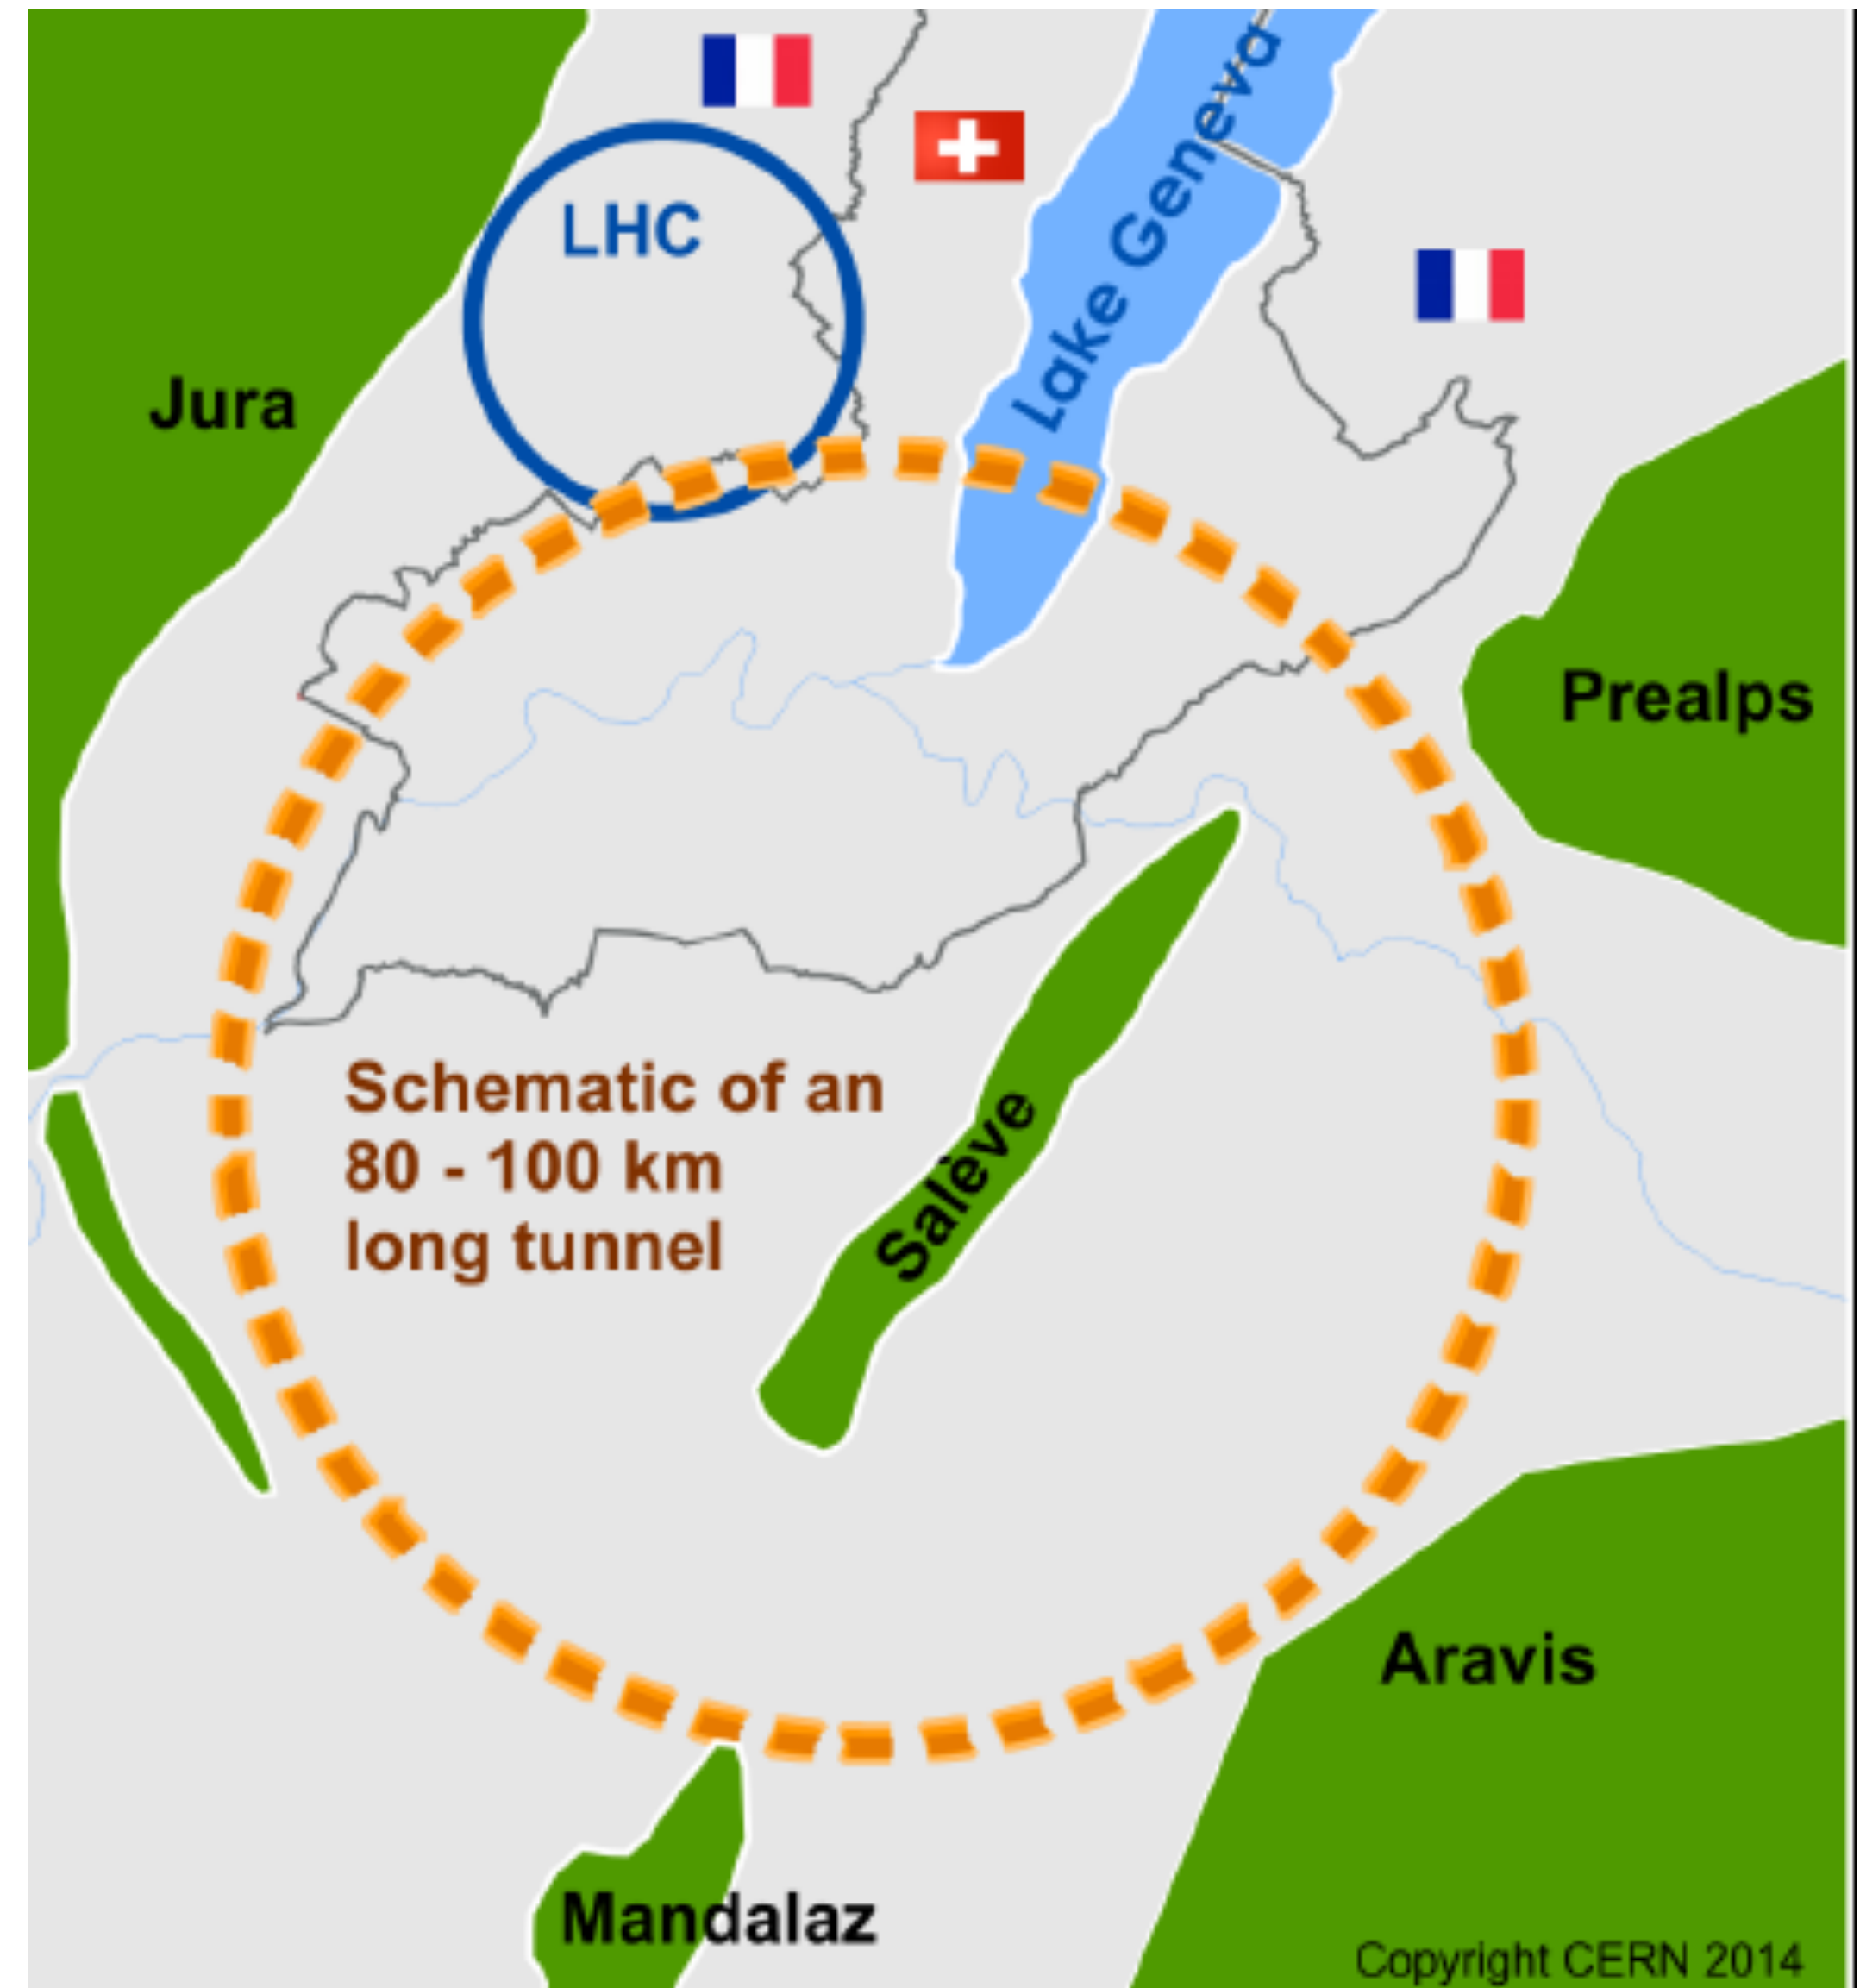 LHC
Lake Geneva
Jura
Prealps
Schematic of an
80 - 100 km
long tunnel
Salève
Aravis
Mandalaz
Copyright CERN 2014